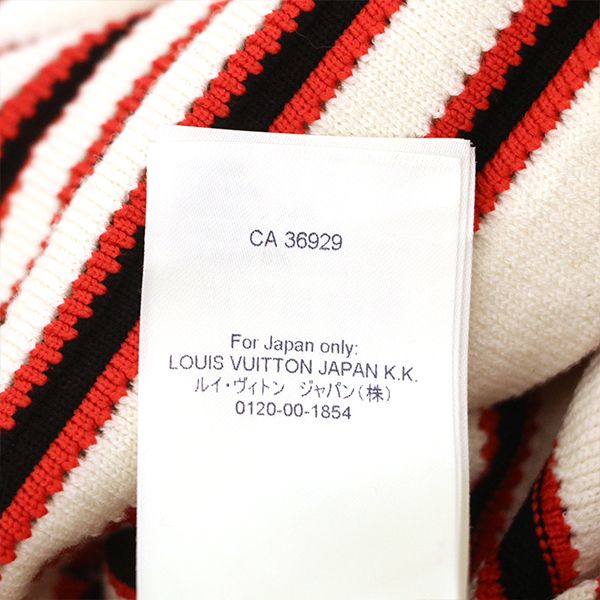 CA 36929
For Japan only:
LOUIS VUITTON JAPAN K.K.
ルイ・ヴィトン ジャパン(株)
0120-00-1854